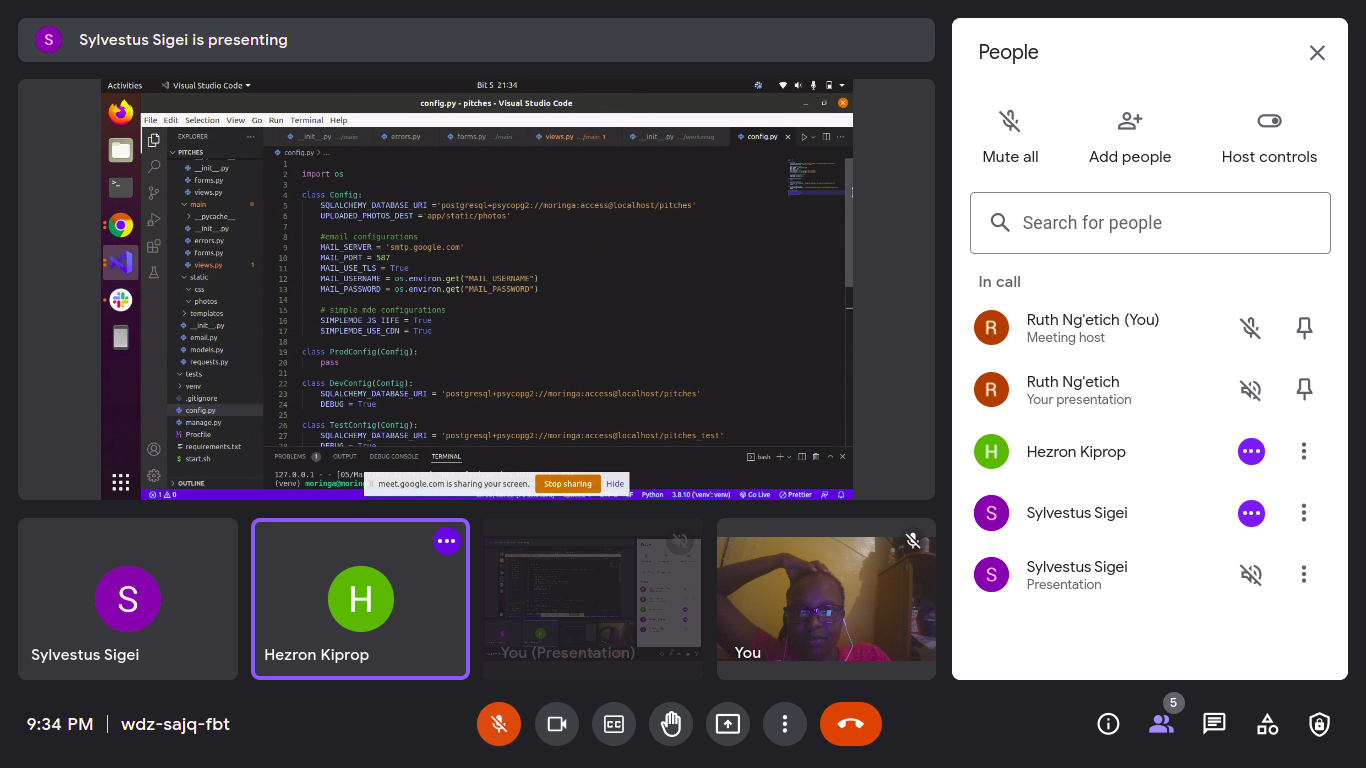 S
Sylvestus Sigei is presenting
Activities
Visual Studio Code
Bit 5 21:34
config.py - pitches - Visual Studio Code
File Edit Selection View Go Run Terminal Help
EXPLORER
__init__.py .../main
errors.py
forms.py .../main
views.py .../main 1
__init__.py .../werkzeug
config.py
PITCHES
config.py > ...
__init__.py
forms.py
views.py
main
__pycache__
__init__.py
errors.py
forms.py
views.py 1
static
css
photos
templates
__init__.py
email.py
models.py
requests.py
tests
venv
.gitignore
config.py
manage.py
Procfile
requirements.txt
start.sh
OUTLINE
1
2 import os
3
4 class Config:
5 SQLALCHEMY_DATABASE_URI ='postgresql+psycopg2://moringa:access@localhost/pitches'
6 UPLOADED_PHOTOS_DEST ='app/static/photos'
7
8 #email configurations
9 MAIL_SERVER = 'smtp.google.com'
10 MAIL_PORT = 587
11 MAIL_USE_TLS = True
12 MAIL_USERNAME = os.environ.get("MAIL_USERNAME")
13 MAIL_PASSWORD = os.environ.get("MAIL_PASSWORD")
14
15 # simple mde configurations
16 SIMPLEMDE_JS_IIFE = True
17 SIMPLEMDE_USE_CDN = True
18
19 class ProdConfig(Config):
20 pass
21
22 class DevConfig(Config):
23 SQLALCHEMY_DATABASE_URI = 'postgresql+psycopg2://moringa:access@localhost/pitches'
24 DEBUG = True
25
26 class TestConfig(Config):
27 SQLALCHEMY_DATABASE_URI = 'postgresql+psycopg2://moringa:access@localhost/pitches_test'
28 DEBUG = True
PROBLEMS 1 OUTPUT DEBUG CONSOLE TERMINAL
bash
127.0.0.1 - - [05/Ma
(venv) moringa@morin
meet.google.com is sharing your screen.
Stop sharing
Hide
1 0
Python 3.8.10 ('venv': venv) Go Live Prettier
S
Sylvestus Sigei
H
Hezron Kiprop
You (Presentation)
You
9:34 PM | wdz-sajq-fbt
CC
5
People
Mute all
Add people
Host controls
Search for people
In call
R
Ruth Ng'etich (You)
Meeting host
R
Ruth Ng'etich
Your presentation
H
Hezron Kiprop
S
Sylvestus Sigei
S
Sylvestus Sigei
Presentation